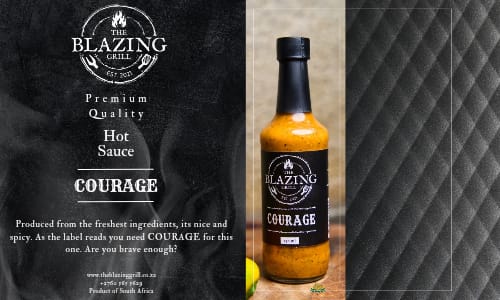 THE
BLAZING
GRILL
EST 2021
Premium
Quality
Hot
Sauce
COURAGE
Produced from the freshest ingredients, its nice and
spicy. As the label reads you need COURAGE for this
one. Are you brave enough?
www.theblazinggrill.co.za
Product of South Africa
THE
BLAZING
GRILL
COURAGE